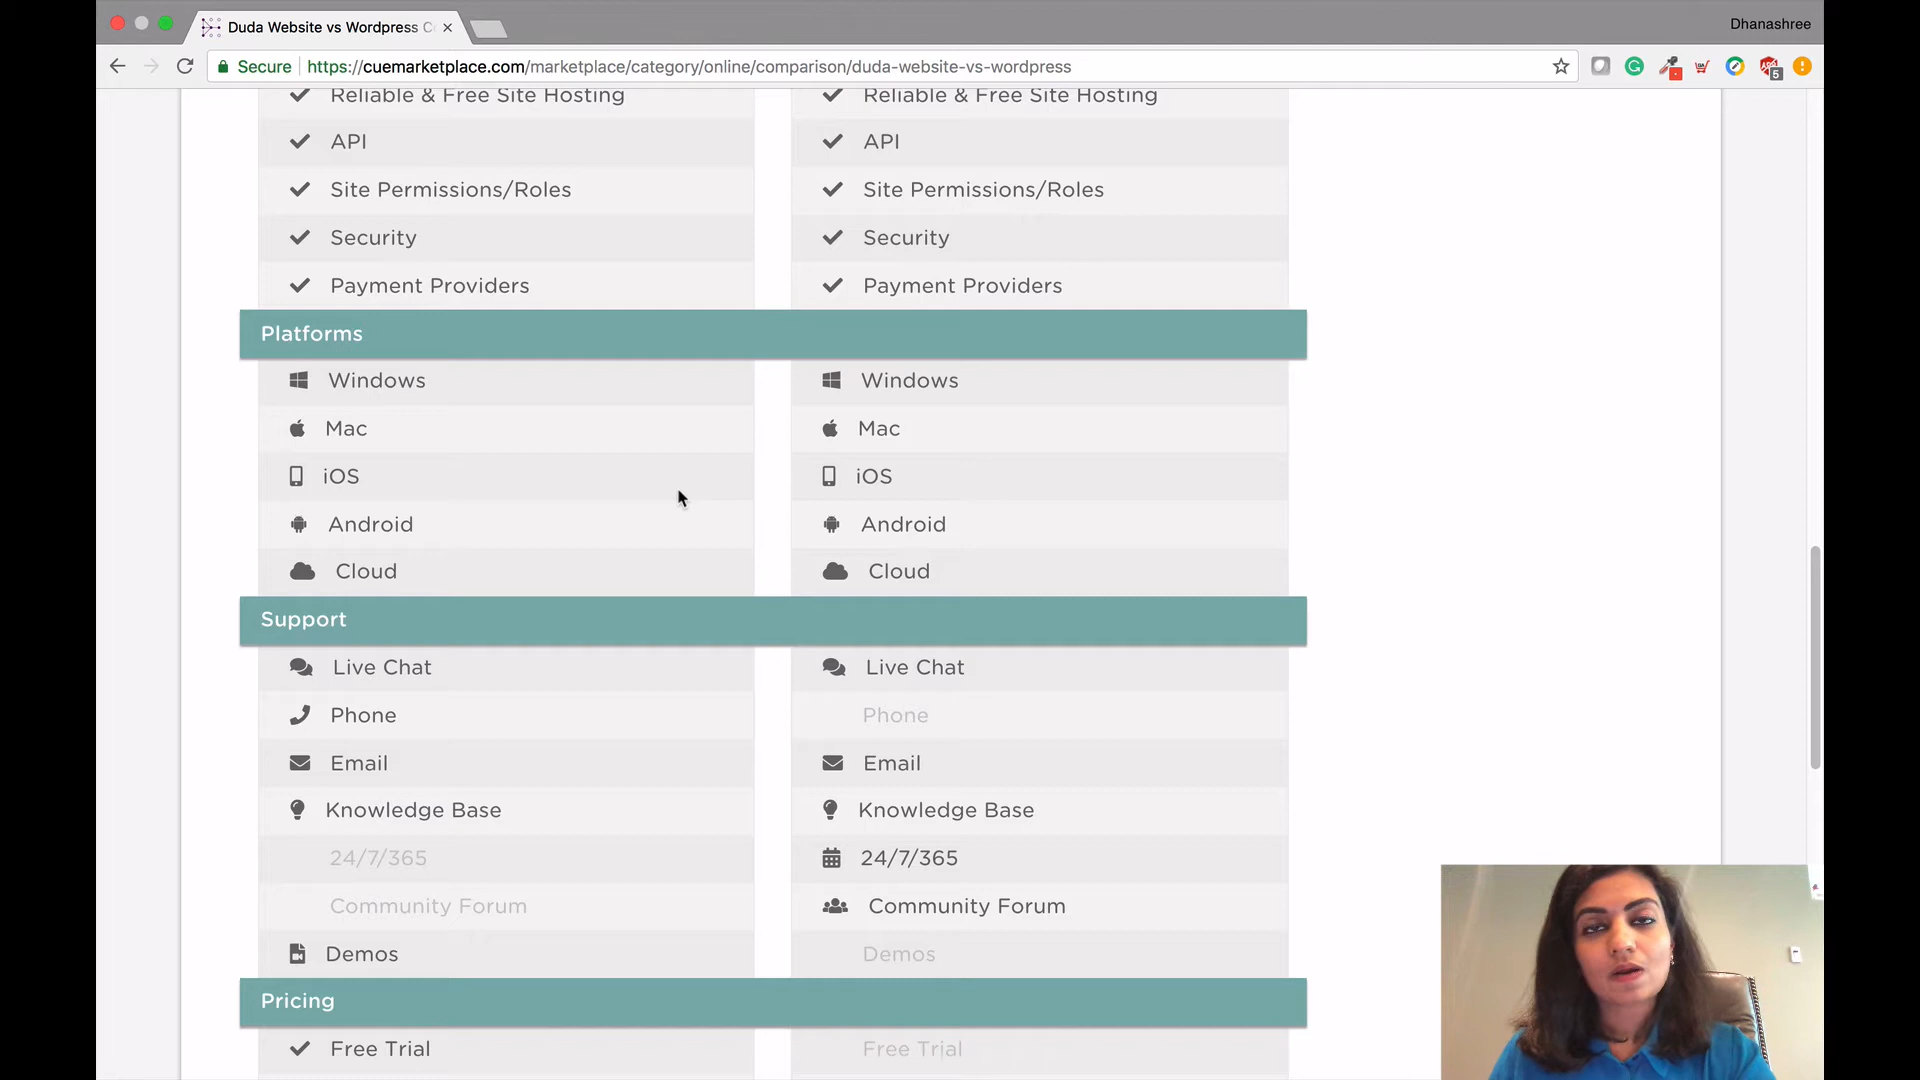 Duda Website vs Wordpress C
Dhanashree
Secure https://cuemarketplace.com/marketplace/category/online/comparison/duda-website-vs-wordpress
5
Reliable & Free Site Hosting Reliable & Free Site Hosting
API API
Site Permissions/Roles Site Permissions/Roles
Security Security
Payment Providers Payment Providers
Platforms
Windows Windows
Mac Mac
iOS iOS
Android Android
Cloud Cloud
Support
Live Chat Live Chat
Phone Phone
Email Email
Knowledge Base Knowledge Base
24/7/365 24/7/365
Community Forum Community Forum
Demos Demos
Pricing
Free Trial Free Trial